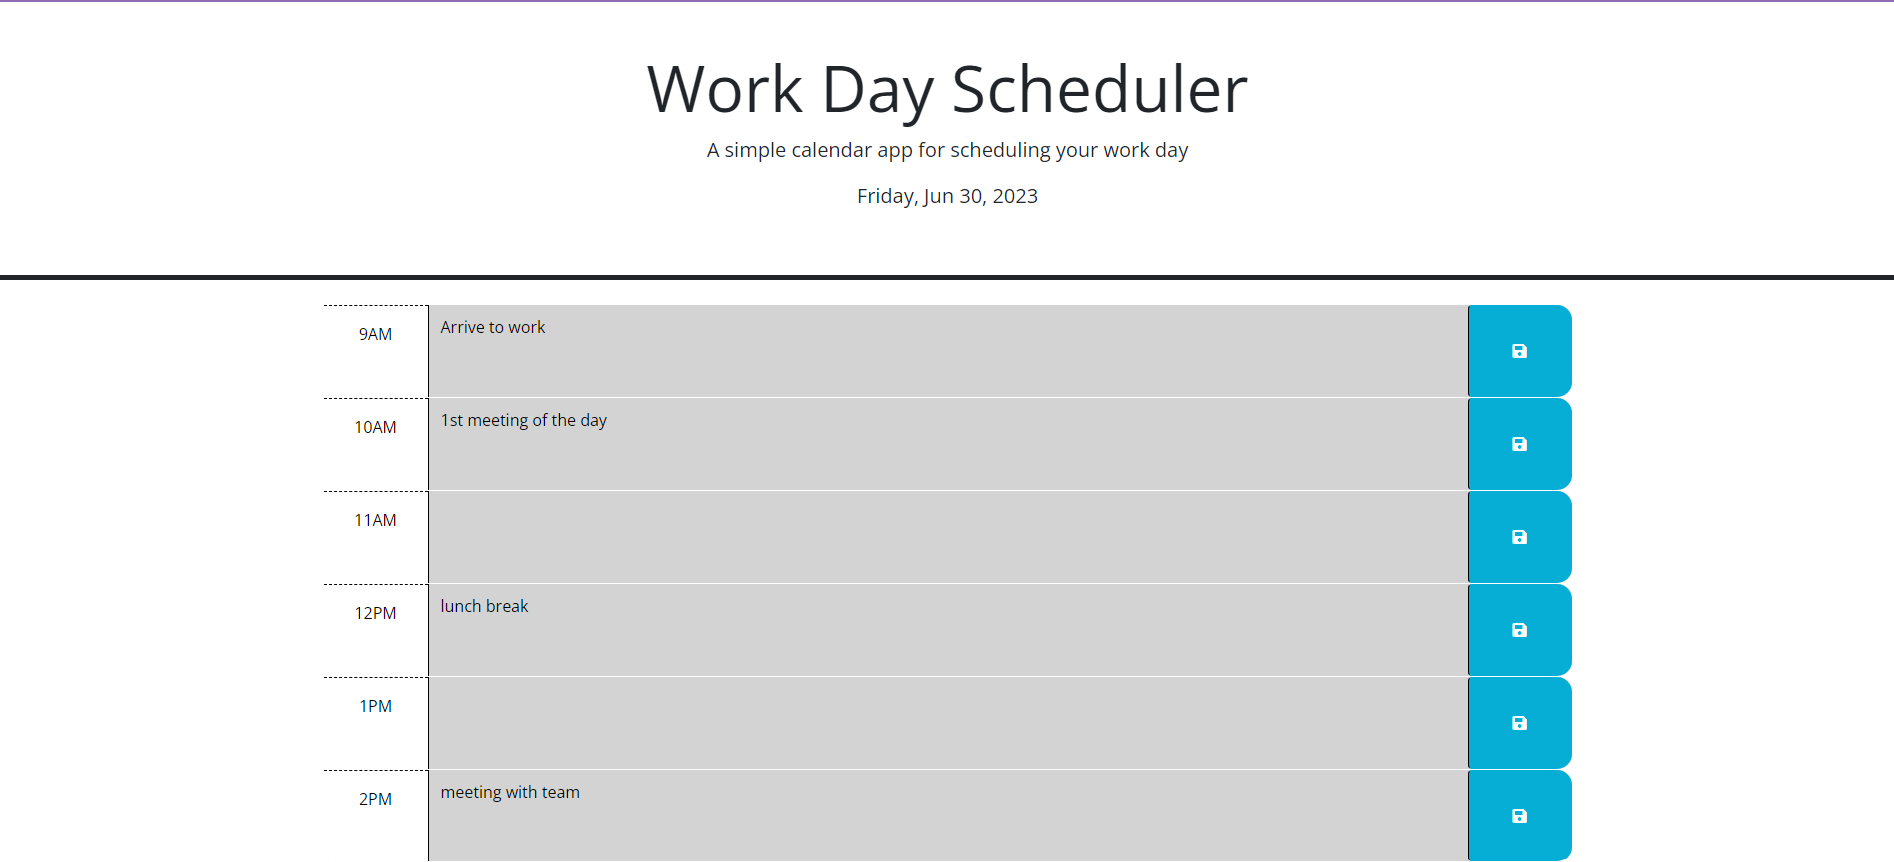 Work Day Scheduler
A simple calendar app for scheduling your work day
Friday, Jun 30, 2023
9AM
Arrive to work
10AM
1st meeting of the day
11AM
12PM
lunch break
1PM
2PM
meeting with team